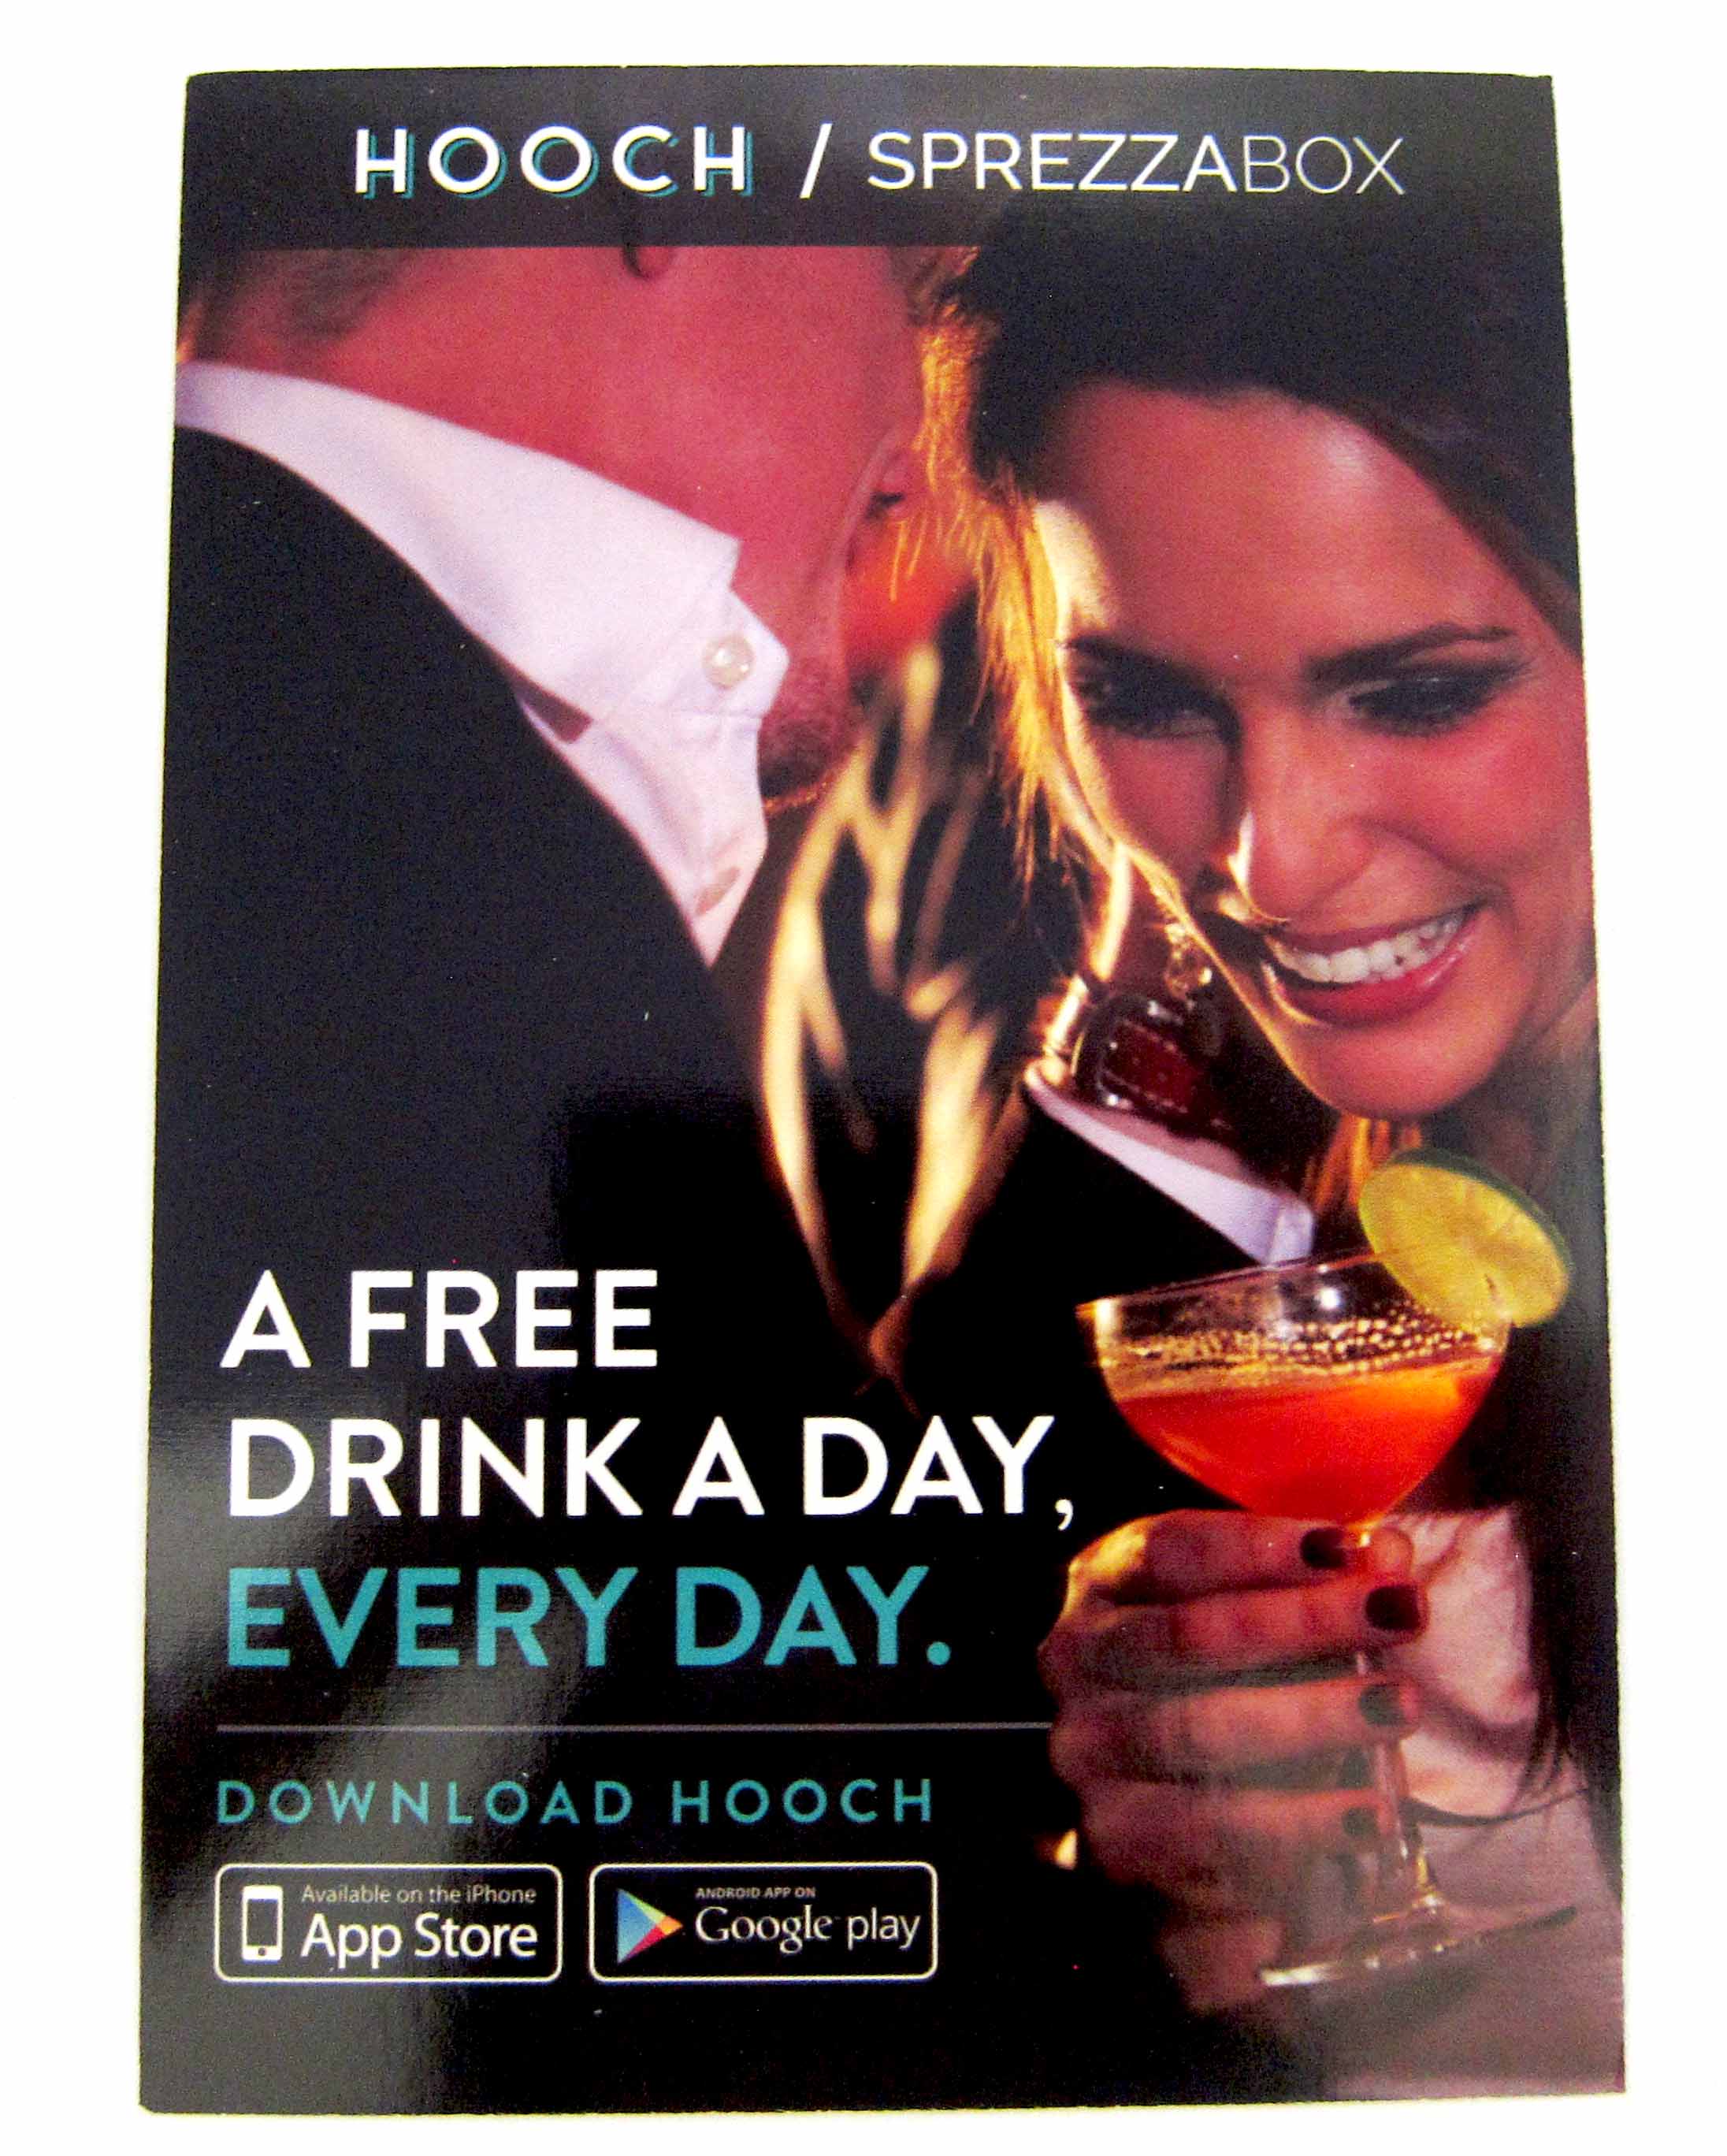 HOOCH / SPREZZABOX
A FREE
DRINK A DAY,
EVERY DAY.
DOWNLOAD HOOCH
Available on the iPhone
App Store
ANDROID APP ON
Google play